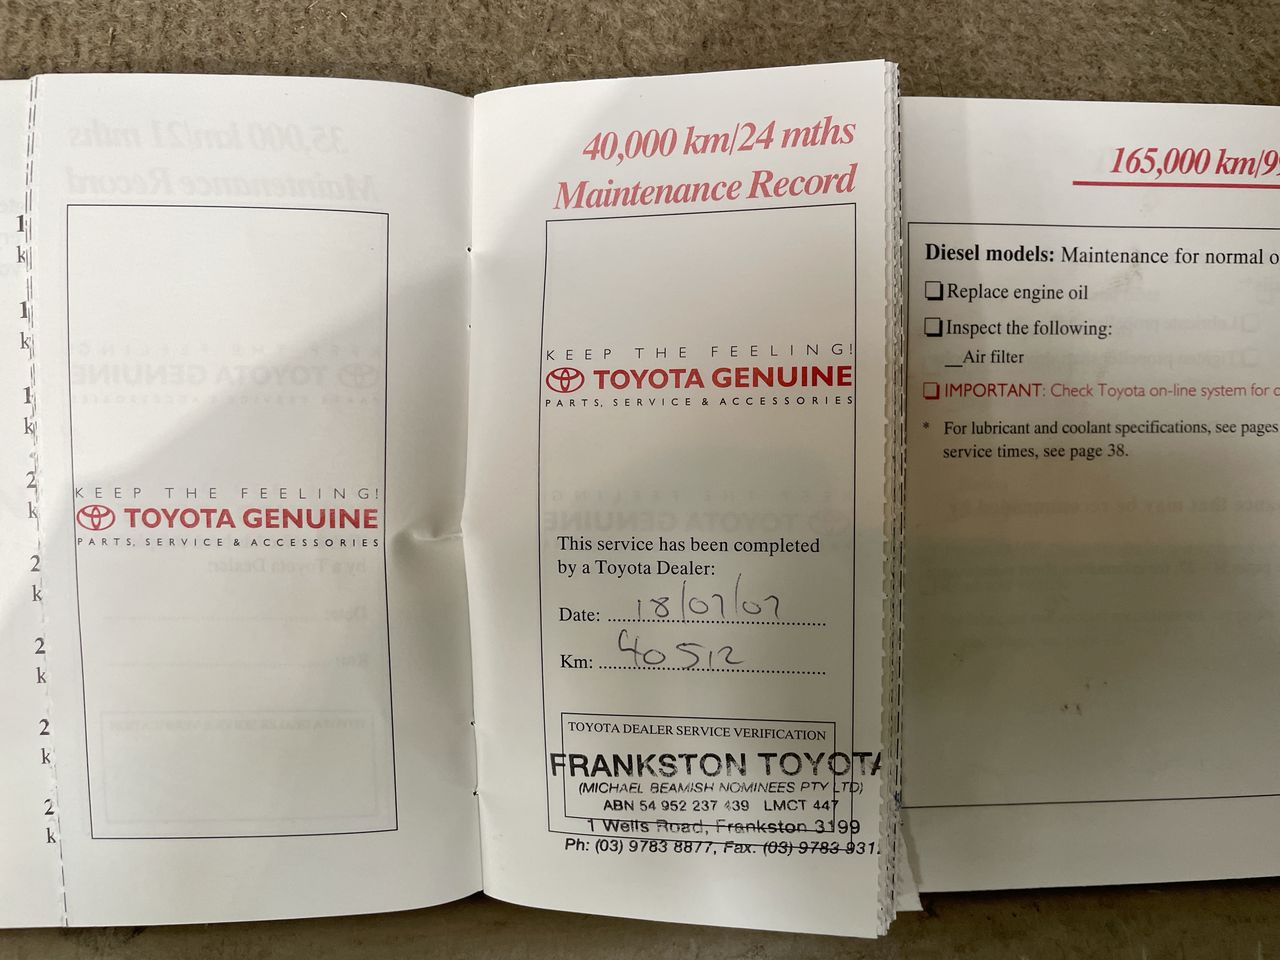 KEEP THE FEELING!
TOYOTA GENUINE
PARTS, SERVICE & ACCESSORIES
40,000 km/24 mths
Maintenance Record
KEEP THE FEELING!
TOYOTA GENUINE
PARTS, SERVICE & ACCESSORIES
This service has been completed
by a Toyota Dealer:
Date: 18/07/07
Km: 40512
TOYOTA DEALER SERVICE VERIFICATION
FRANKSTON TOYOTA
(MICHAEL BEAMISH NOMINEES PTY LTD)
ABN 54 952 237 439 LMCT 447
1 Wells Road, Frankston 3199
Ph: (03) 9783 8877, Fax. (03) 9783
165,000 km/
Diesel models: Maintenance for normal
Replace engine oil
Inspect the following:
Air filter
IMPORTANT: Check Toyota on-line system for
* For lubricant and coolant specifications, see pages
service times, see page 38.